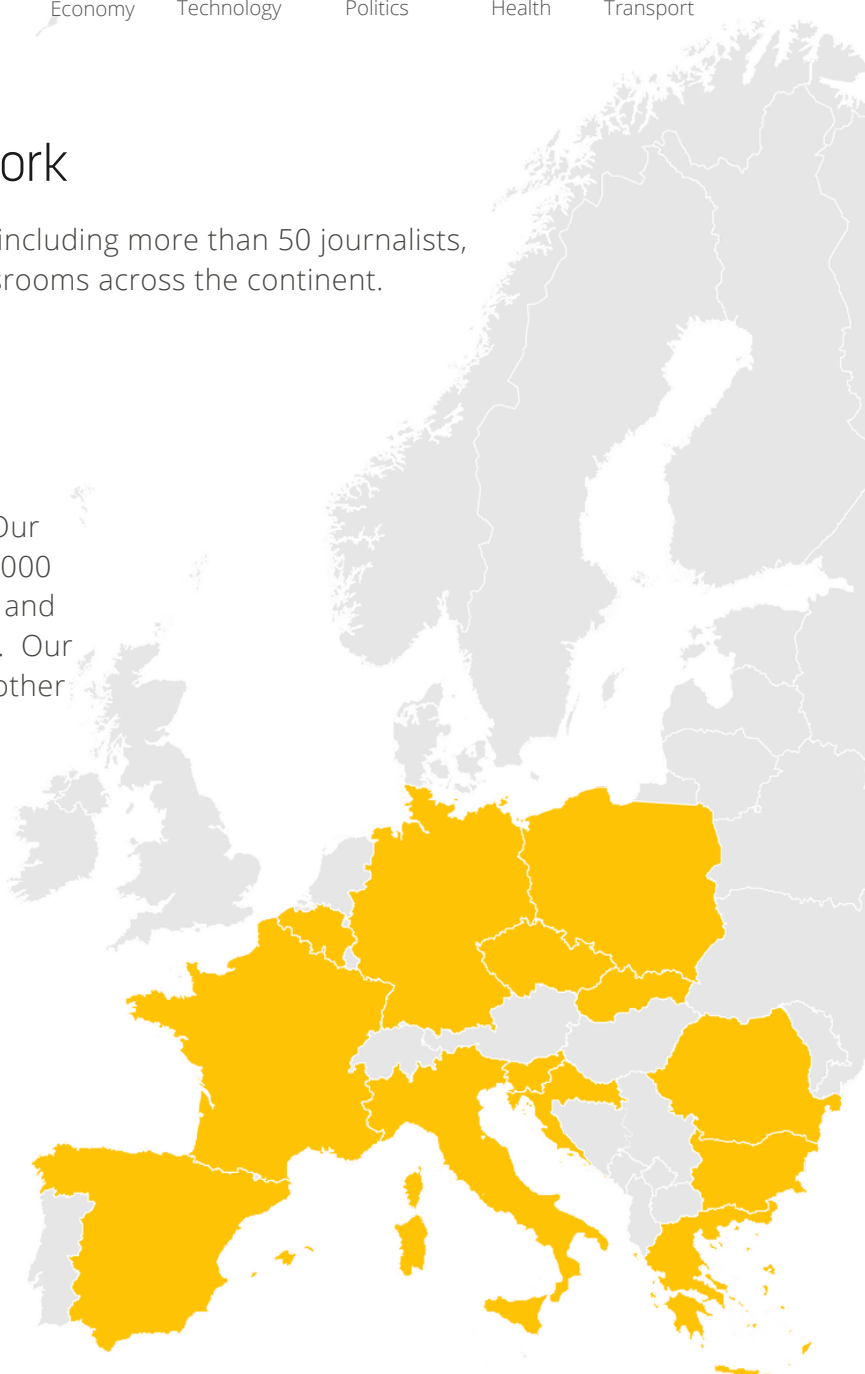 Economy Technology Politics Health Transport
ork
including more than 50 journalists,
srooms across the continent.
Our
000
and
. Our
other